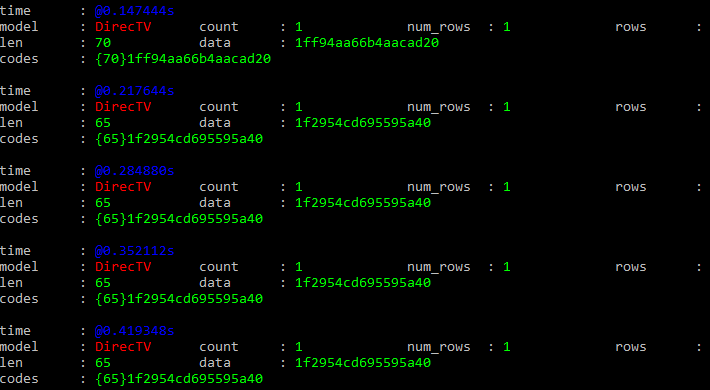 time : @0.147444s
model : DirecTV count : 1 num_rows : 1 rows :
len : 70 data : 1ff94aa66b4aacad20
codes : {70}1ff94aa66b4aacad20
time : @0.217644s
model : DirecTV count : 1 num_rows : 1 rows :
len : 65 data : 1f2954cd695595a40
codes : {65}1f2954cd695595a40
time : @0.284880s
model : DirecTV count : 1 num_rows : 1 rows :
len : 65 data : 1f2954cd695595a40
codes : {65}1f2954cd695595a40
time : @0.352112s
model : DirecTV count : 1 num_rows : 1 rows :
len : 65 data : 1f2954cd695595a40
codes : {65}1f2954cd695595a40
time : @0.419348s
model : DirecTV count : 1 num_rows : 1 rows :
len : 65 data : 1f2954cd695595a40
codes : {65}1f2954cd695595a40